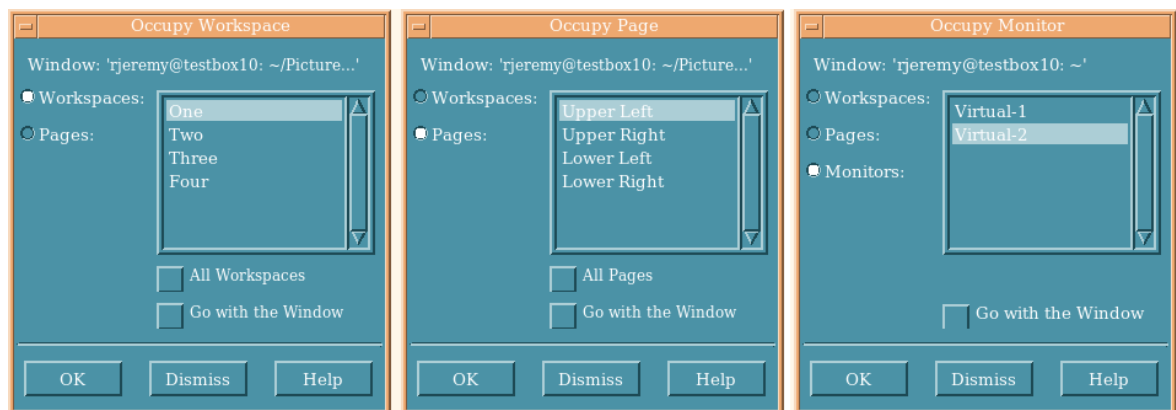 Occupy Workspace
Window: 'rjeremy@testbox10: ~/Picture...'
Workspaces:
Pages:
One
Two
Three
Four
All Workspaces
Go with the Window
OK
Dismiss
Help
Occupy Page
Window: 'rjeremy@testbox10: ~/Picture...'
Workspaces:
Pages:
Upper Left
Upper Right
Lower Left
Lower Right
All Pages
Go with the Window
OK
Dismiss
Help
Occupy Monitor
Window: 'rjeremy@testbox10: ~'
Workspaces:
Pages:
Monitors:
Virtual-1
Virtual-2
Go with the Window
OK
Dismiss
Help